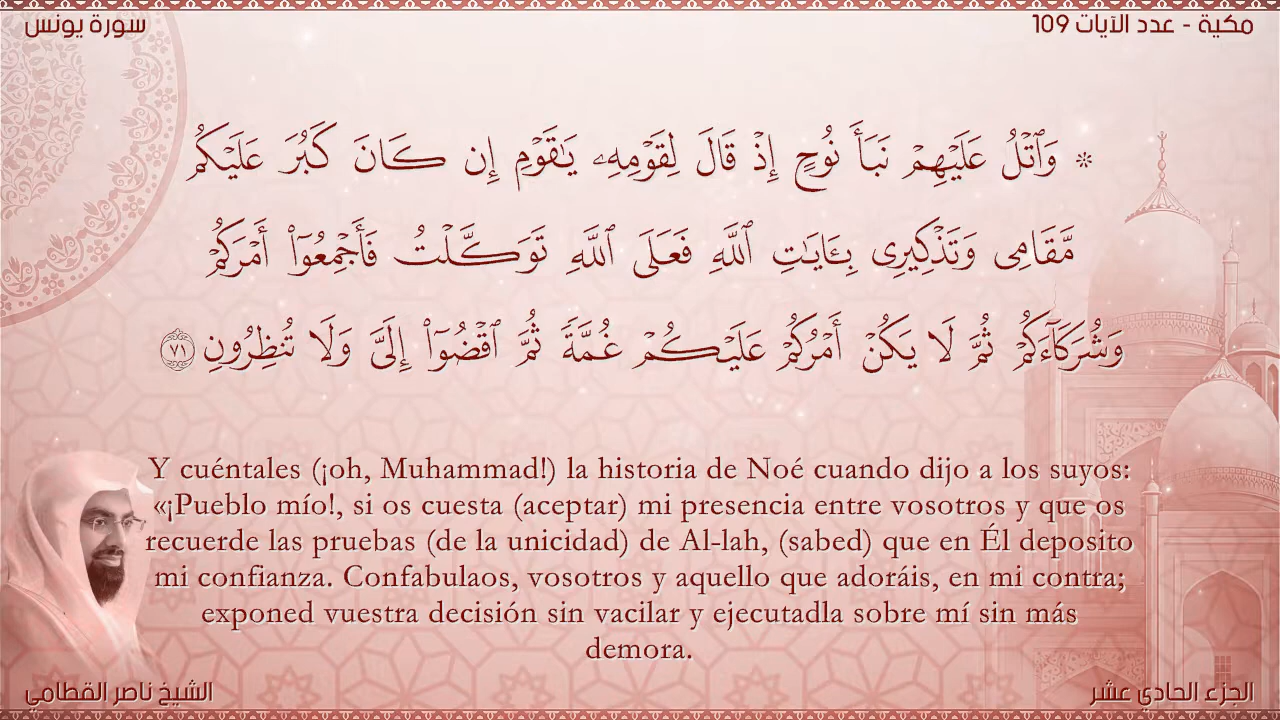 سورة يونس
مكية - عدد الآيات 109
۞ وَٱتْلُ عَلَيْهِمْ نَبَأَ نُوحٍ إِذْ قَالَ لِقَوْمِهِۦ يَٰقَوْمِ إِن كَانَ كَبُرَ عَلَيْكُم
مَّقَامِى وَتَذْكِيرِى بِـَٔايَٰتِ ٱللَّهِ فَعَلَى ٱللَّهِ تَوَكَّلْتُ فَأَجْمِعُوٓا۟ أَمْرَكُمْ
وَشُرَكَآءَكُمْ ثُمَّ لَا يَكُنْ أَمْرُكُمْ عَلَيْكُمْ غُمَّةً ثُمَّ ٱقْضُوٓا۟ إِلَىَّ وَلَا تُنظِرُونِ ٧١
Y cuéntales (¡oh, Muhammad!) la historia de Noé cuando dijo a los suyos:
«¡Pueblo mío!, si os cuesta (aceptar) mi presencia entre vosotros y que os
recuerde las pruebas (de la unicidad) de Al-lah, (sabed) que en Él deposito
mi confianza. Confabulaos, vosotros y aquello que adoráis, en mi contra;
exponed vuestra decisión sin vacilar y ejecutadla sobre mí sin más
demora.
الشيخ ناصر القطامي
الجزء الحادي عشر